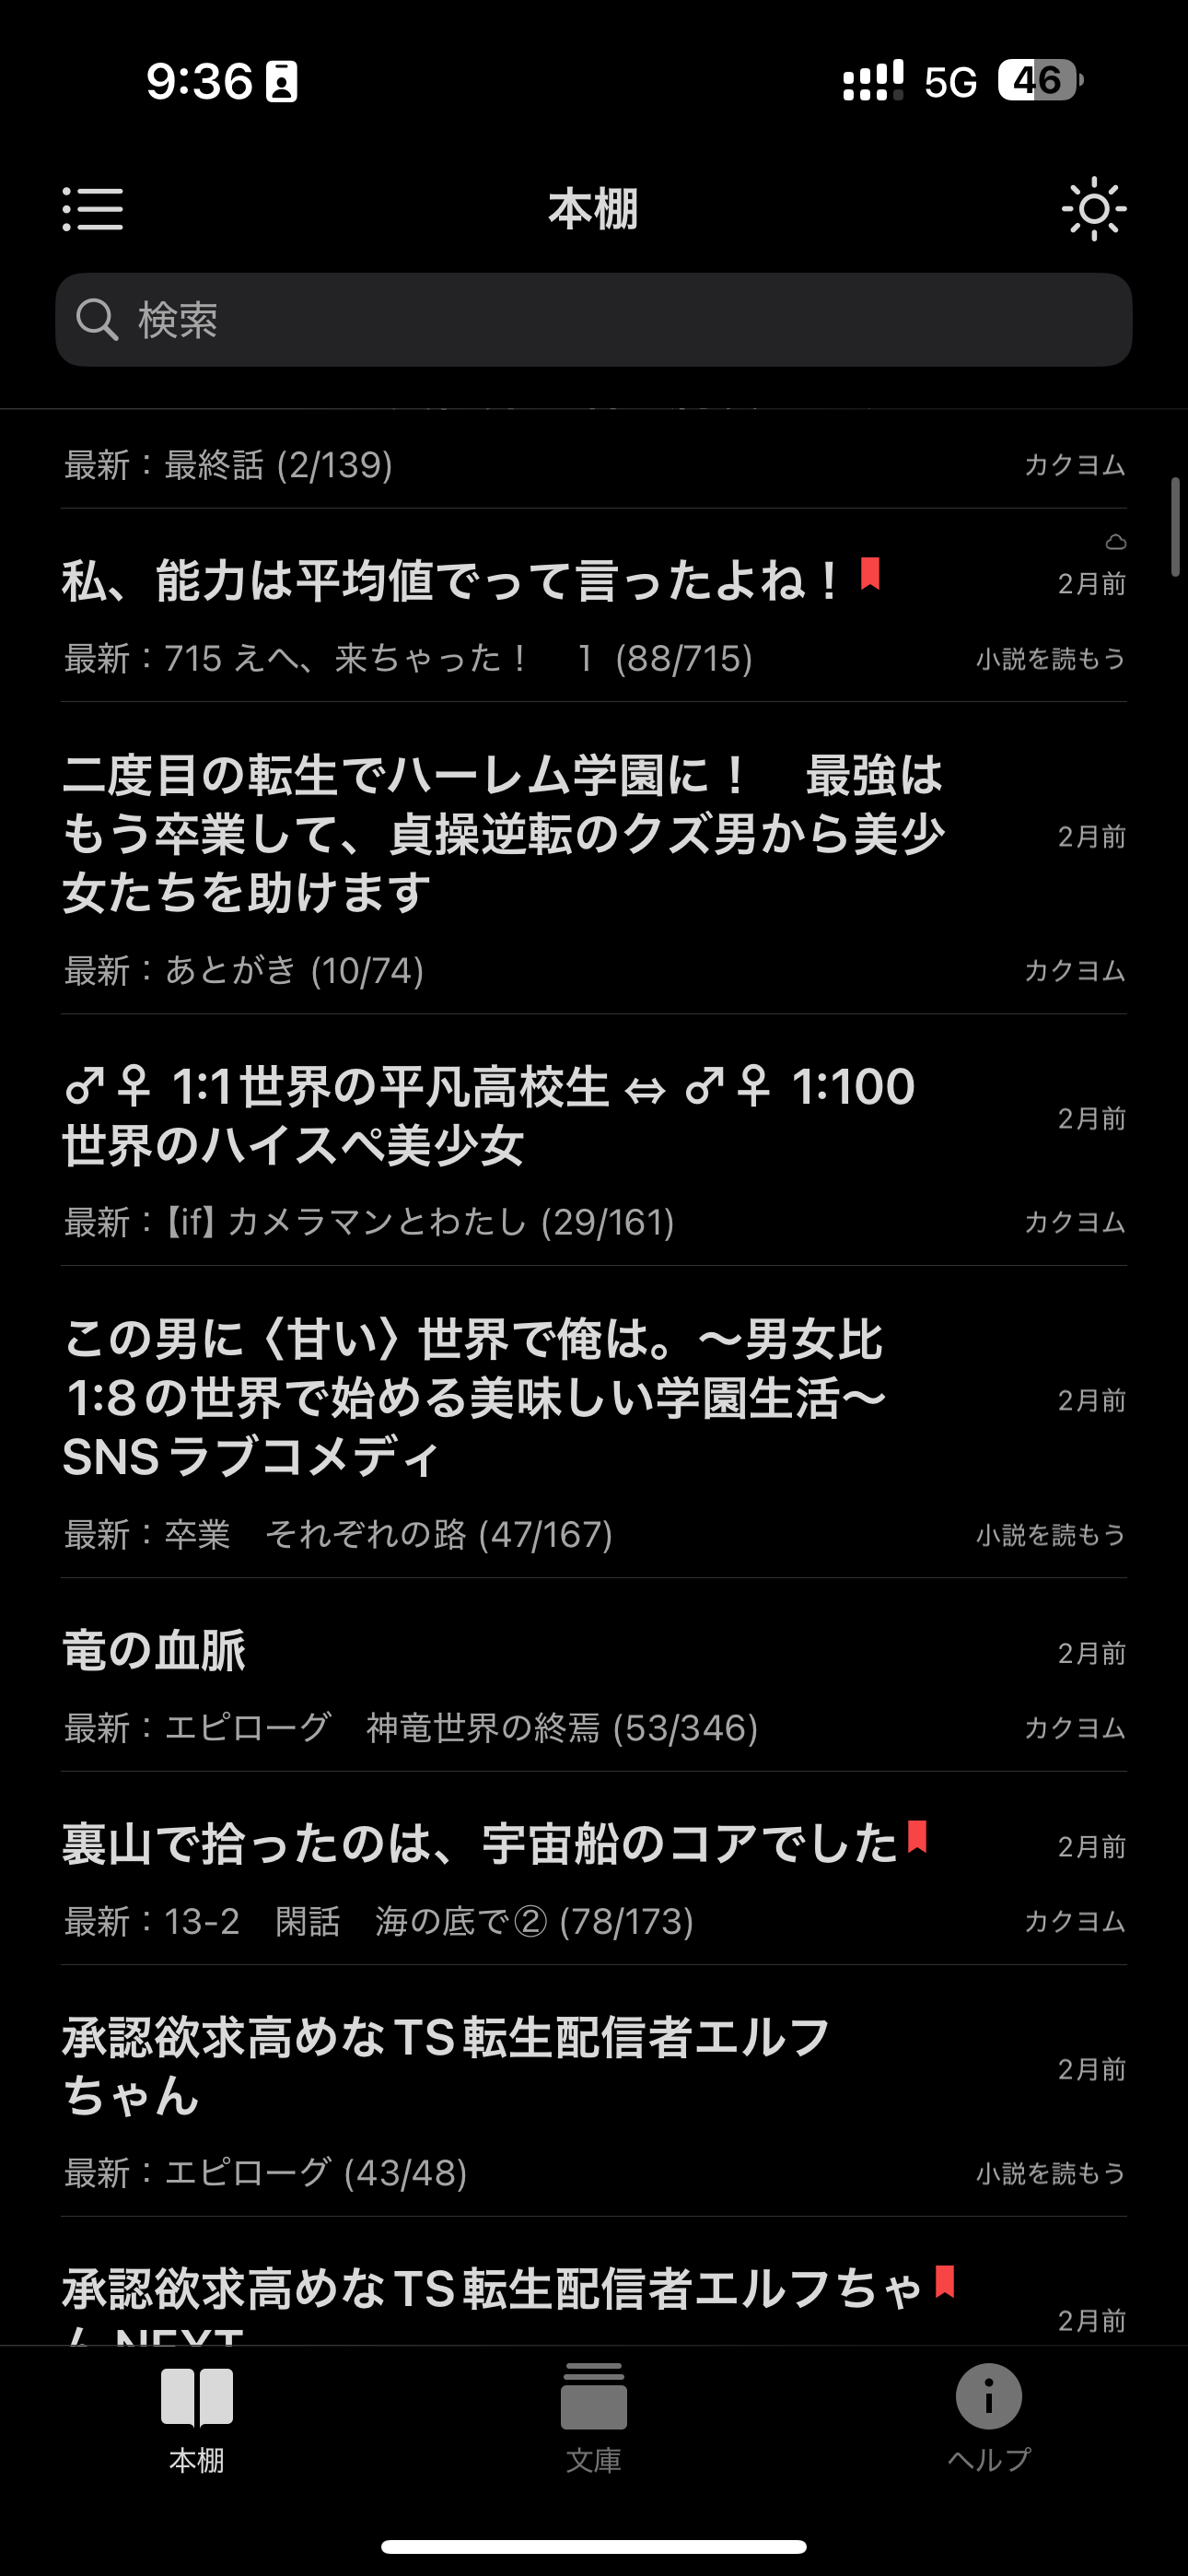 9:36
5G 46
本棚
検索
最新：最終話 (2/139)
カクヨム
私、能力は平均値でって言ったよね！
2月前
最新：715 えへ、来ちゃった！　１ (88/715)
小説を読もう
二度目の転生でハーレム学園に！　最強は
もう卒業して、貞操逆転のクズ男から美少
女たちを助けます
2月前
最新：あとがき (10/74)
カクヨム
♂♀ 1:1世界の平凡高校生 ⇔ ♂♀ 1:100
世界のハイスペ美少女
2月前
最新：【if】カメラマンとわたし (29/161)
カクヨム
この男に〈甘い〉世界で俺は。〜男女比
1:8の世界で始める美味しい学園生活〜
SNSラブコメディ
2月前
最新：卒業　それぞれの路 (47/167)
小説を読もう
竜の血脈
2月前
最新：エピローグ　神竜世界の終焉 (53/346)
カクヨム
裏山で拾ったのは、宇宙船のコアでした
2月前
最新：13-2　閑話　海の底で② (78/173)
カクヨム
承認欲求高めなTS転生配信者エルフ
ちゃん
2月前
最新：エピローグ (43/48)
小説を読もう
承認欲求高めなTS転生配信者エルフちゃ
ん NEXT
2月前
本棚
文庫
ヘルプ